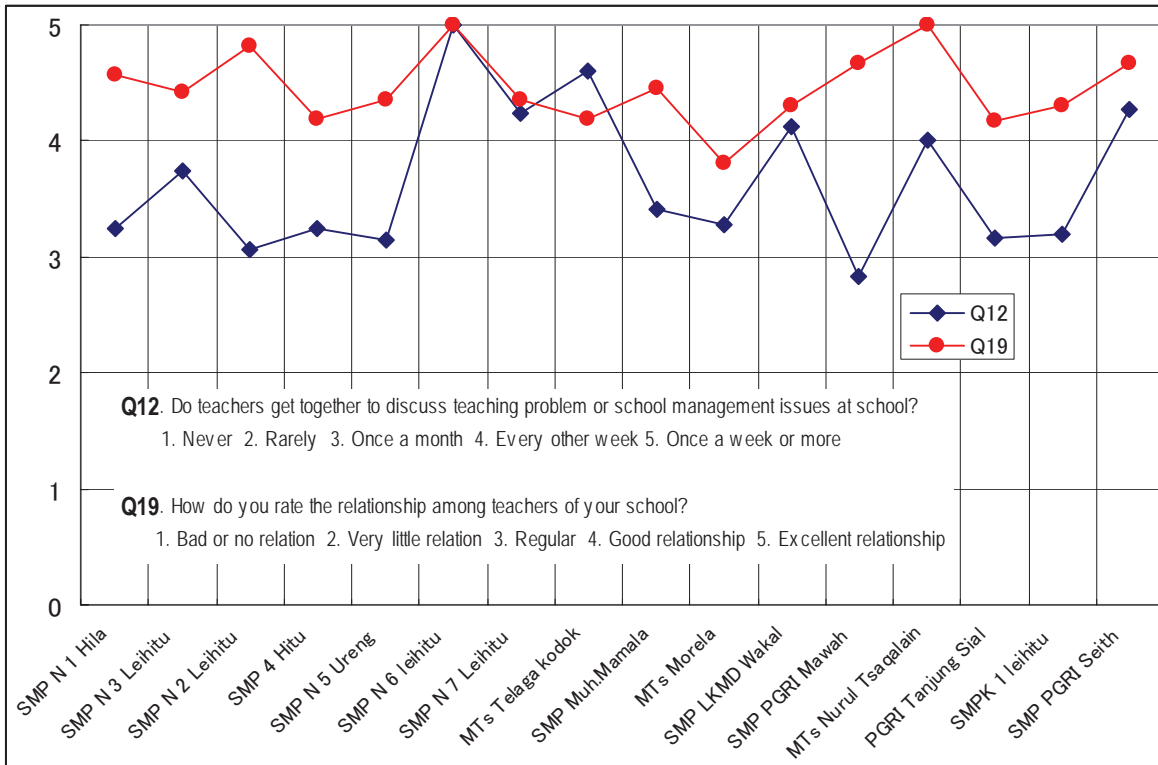 5
4
3
2
1
0
Q12
Q19
Q12. Do teachers get together to discuss teaching problem or school management issues at school?
1. Never 2. Rarely 3. Once a month 4. Every other week 5. Once a week or more
Q19. How do you rate the relationship among teachers of your school?
1. Bad or no relation 2. Very little relation 3. Regular 4. Good relationship 5. Excellent relationship
SMP N 1 Hila
SMP N 3 Leihitu
SMP N 2 Leihitu
SMP 4 Hitu
SMP N 5 Ureng
SMP N 6 leihitu
SMP N 7 Leihitu
MTs Telaga kodok
SMP Muh.Mamala
MTs Morela
SMP LKMD Wakal
SMP PGRI Mawah
MTs Nurul Tsaqalain
PGRI Tanjung Sial
SMPK 1 leihitu
SMP PGRI Seith